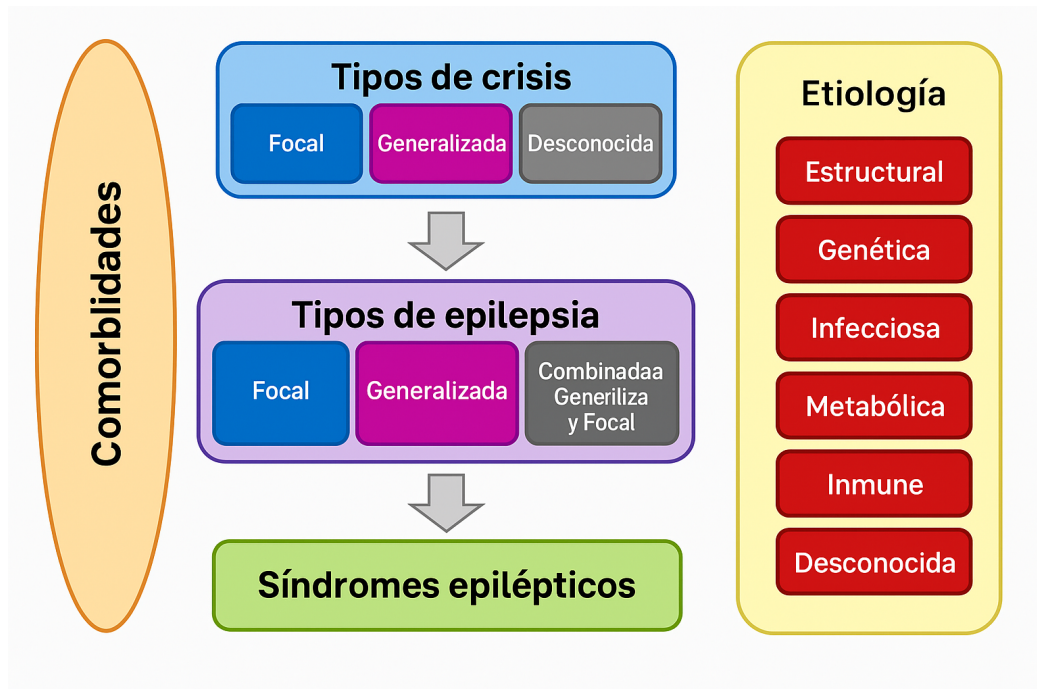 Comorblidades
Tipos de crisis
Focal
Generalizada
Desconocida
Tipos de epilepsia
Focal
Generalizada
Combinadaa
Generiliza
y Focal
Síndromes epilépticos
Etiología
Estructural
Genética
Infecciosa
Metabólica
Inmune
Desconocida